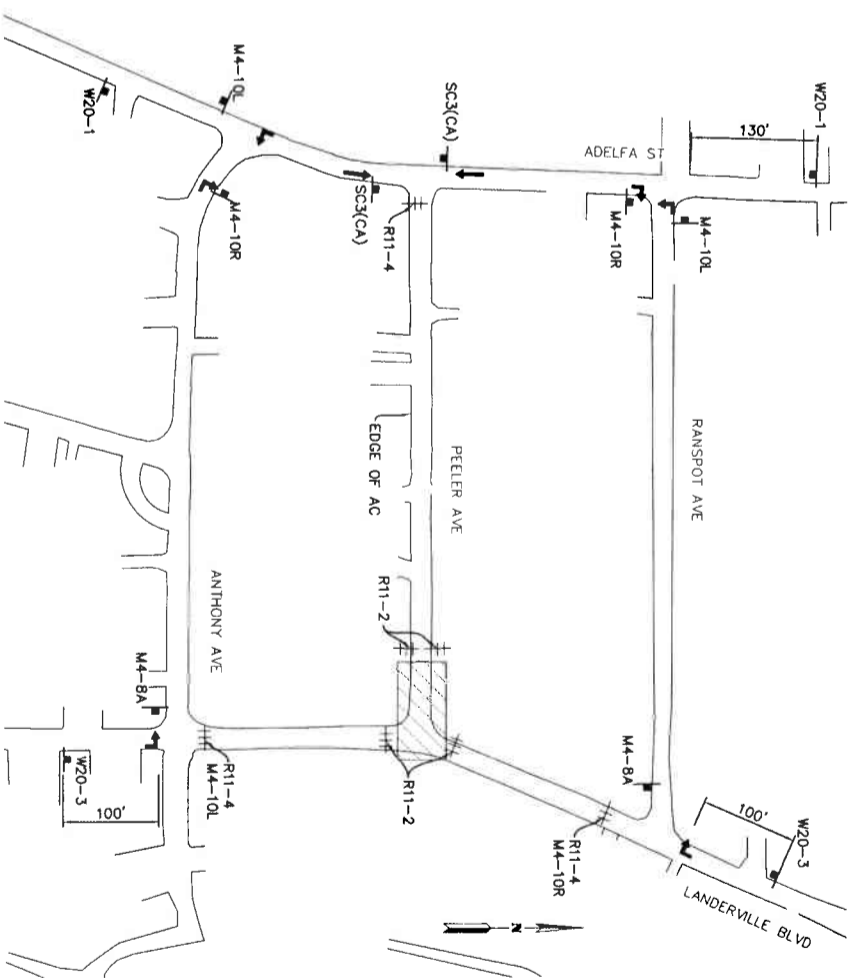 M4-10L
W20-1
SC3(CA)
ADELFA ST
130'
W20-1
M4-10R
SC3(CA)
R11-4
M4-10R
M4-10L
EDGE OF AC
PEELER AVE
RANSPOT AVE
ANTHONY AVE
R11-2
M4-8A
W20-3
100'
R11-4
M4-10L
R11-2
M4-8A
R11-4
M4-10R
100'
W20-3
LANDERVILLE BLVD
N